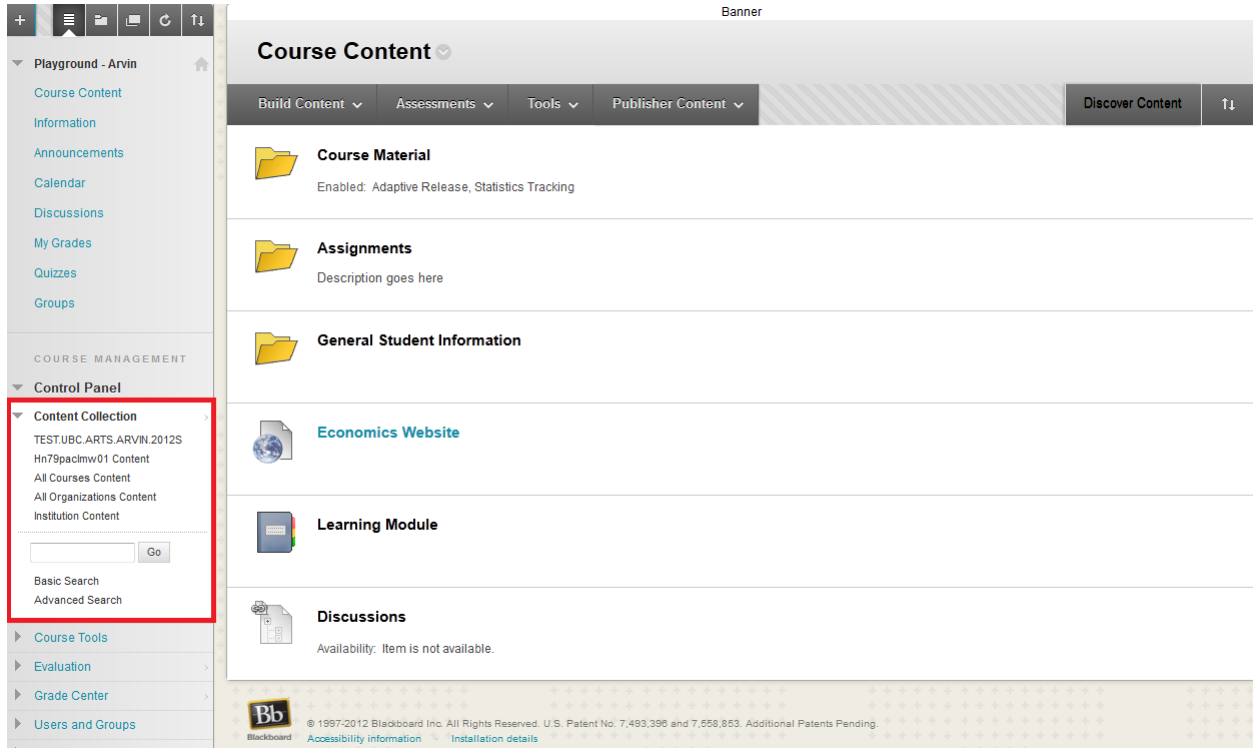 Banner
Playground - Arvin
Course Content
Information
Announcements
Calendar
Discussions
My Grades
Quizzes
Groups
COURSE MANAGEMENT
Control Panel
Content Collection
TEST.UBC.ARTS.ARVIN.2012S
Hn79paclmw01 Content
All Courses Content
All Organizations Content
Institution Content
Go
Basic Search
Advanced Search
Course Tools
Evaluation
Grade Center
Users and Groups
Course Content
Build Content Assessments Tools Publisher Content Discover Content
Course Material
Enabled: Adaptive Release, Statistics Tracking
Assignments
Description goes here
General Student Information
Economics Website
Learning Module
Discussions
Availability: Item is not available.
Bb
Blackboard
© 1997-2012 Blackboard Inc. All Rights Reserved. U.S. Patent No. 7,493,396 and 7,558,853. Additional Patents Pending.
Accessibility information - Installation details